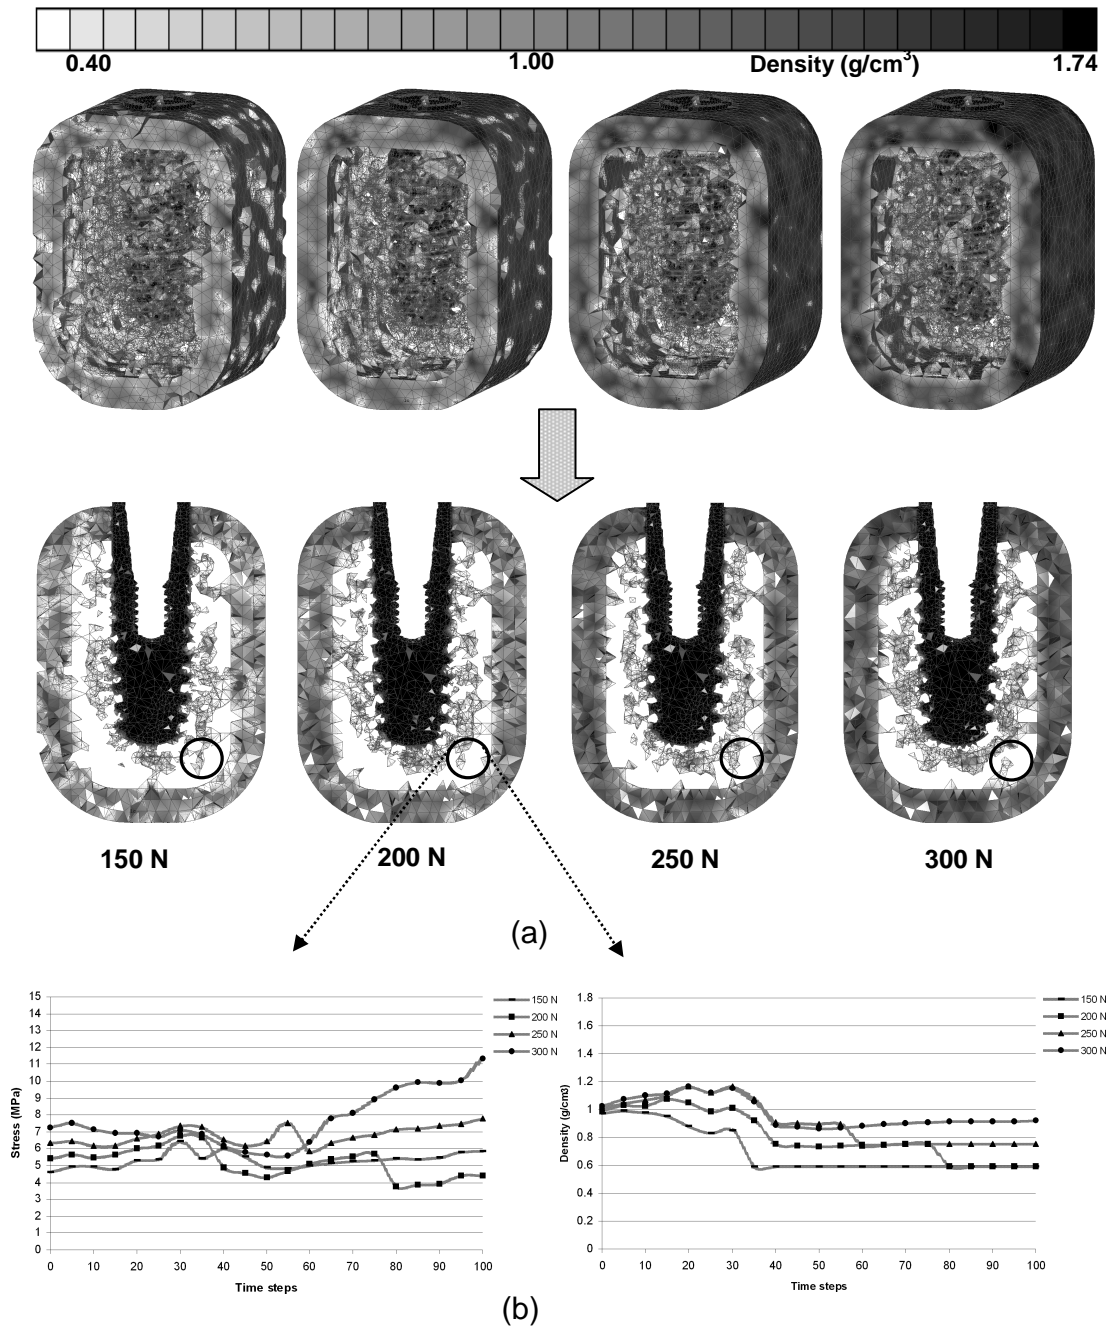 0.40 1.00 Density (g/cm³) 1.74
150 N 200 N 250 N 300 N
(a)
15
14
13
12
11
10
9
8
7
6
5
4
3
2
1
0
Stress (MPa)
0 10 20 30 40 50 60 70 80 90 100
Time steps
150 N
200 N
250 N
300 N
1.8
1.6
1.4
1.2
1
0.8
0.6
0.4
0.2
0
Density (g/cm3)
0 10 20 30 40 50 60 70 80 90 100
Time steps
150 N
200 N
250 N
300 N
(b)